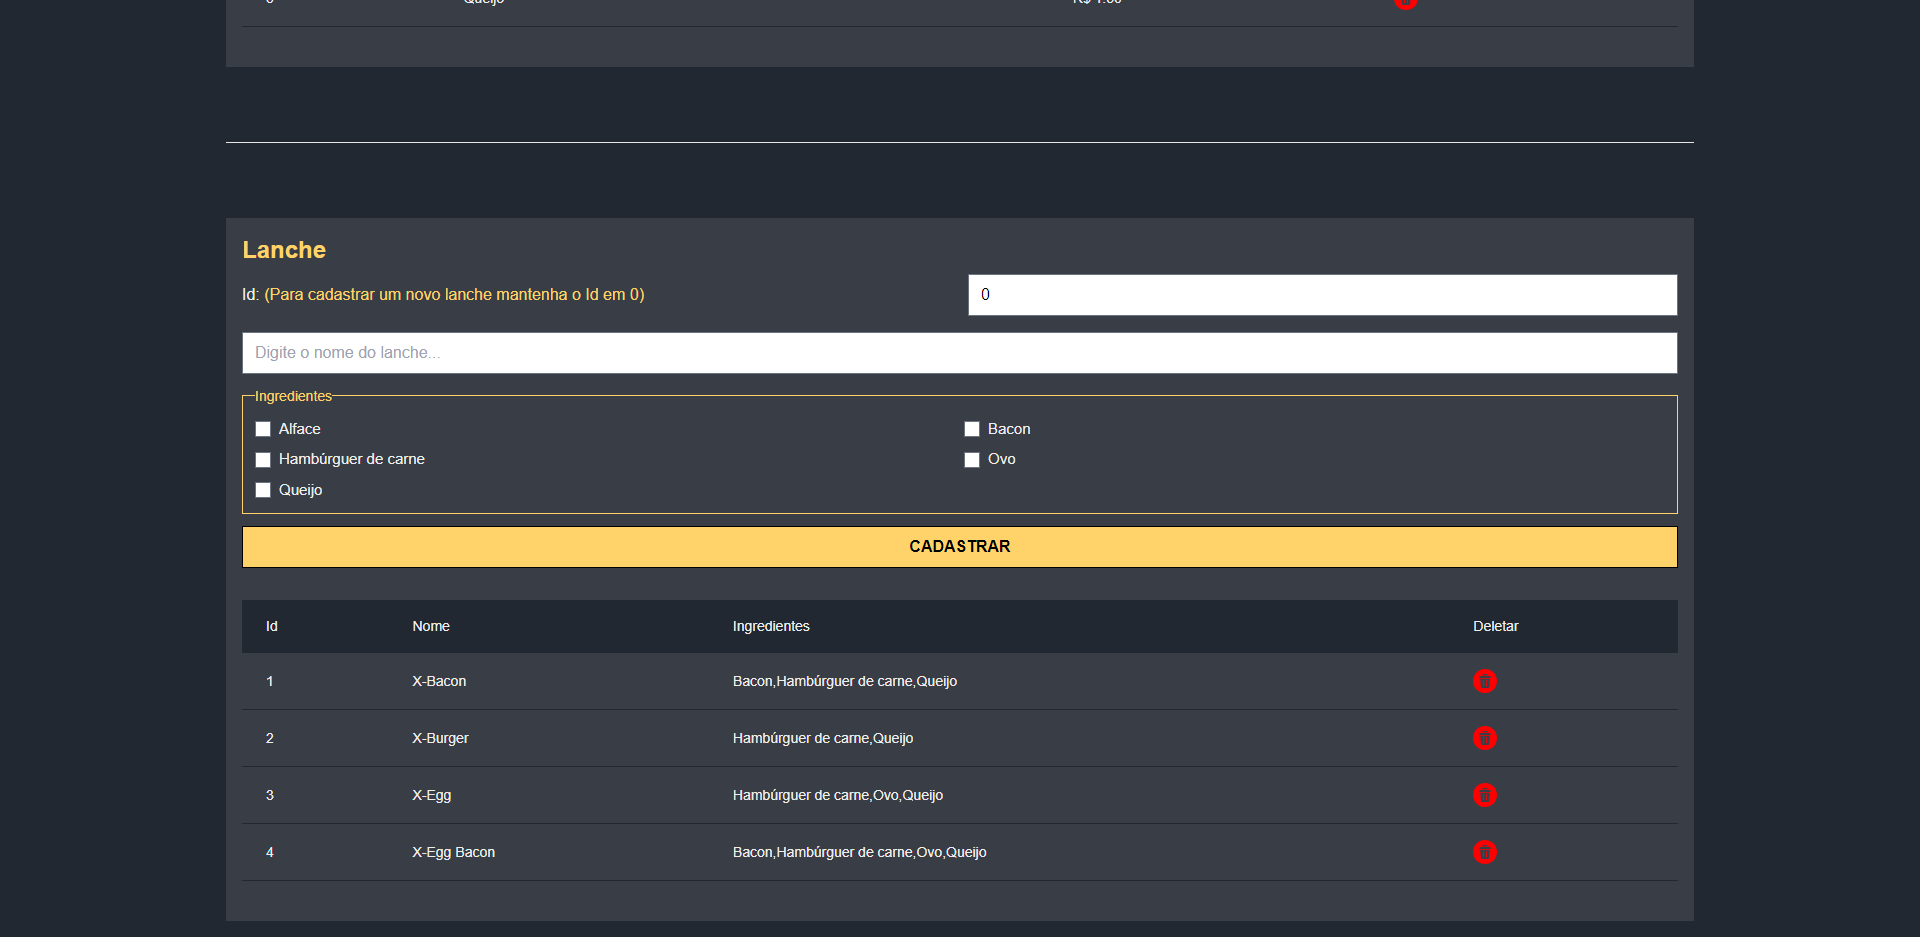 Queijo
Lanche
Id: (Para cadastrar um novo lanche mantenha o Id em 0)
0
Digite o nome do lanche...
Ingredientes
Alface
Bacon
Hambúrguer de carne
Ovo
Queijo
CADASTRAR
Id Nome Ingredientes Deletar
1 X-Bacon Bacon,Hambúrguer de carne,Queijo
2 X-Burger Hambúrguer de carne,Queijo
3 X-Egg Hambúrguer de carne,Ovo,Queijo
4 X-Egg Bacon Bacon,Hambúrguer de carne,Ovo,Queijo